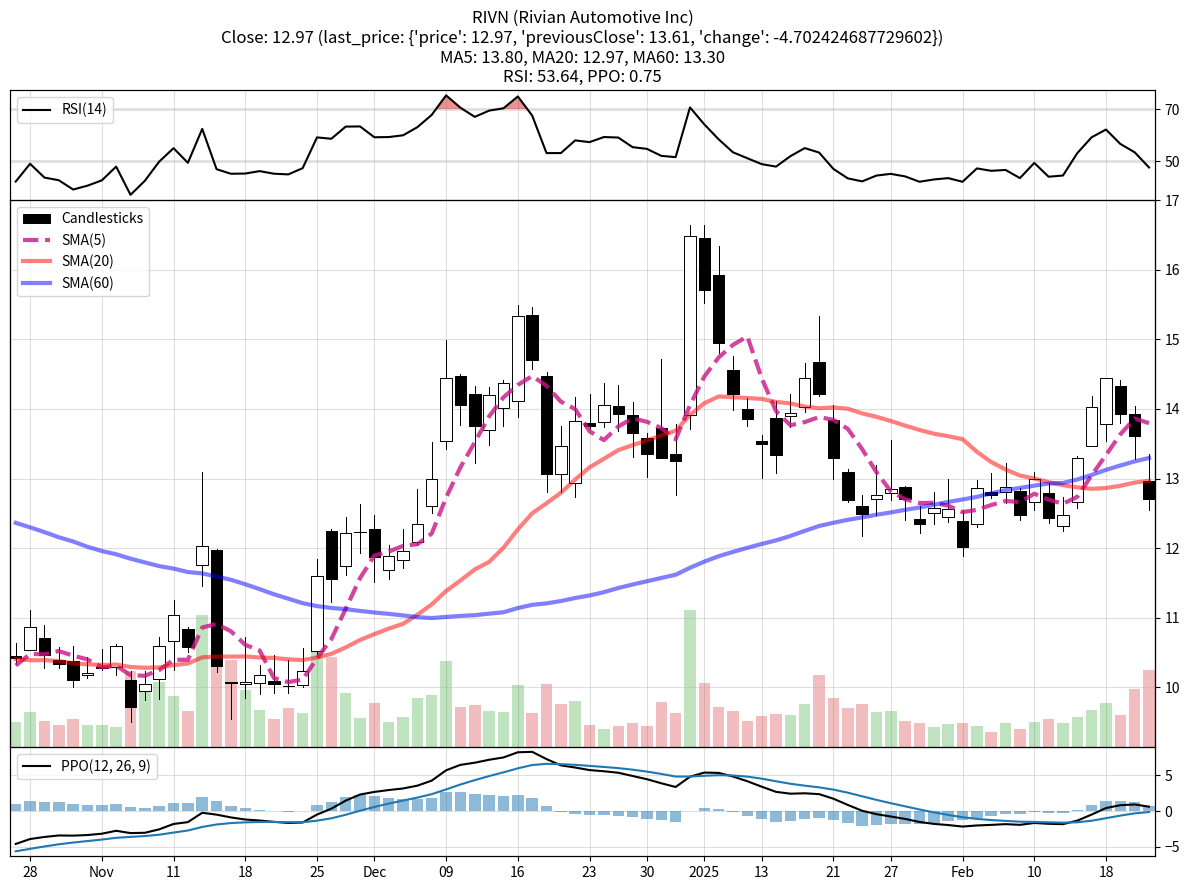 RIVN (Rivian Automotive Inc)
Close: 12.97 (last_price: {'price': 12.97, 'previousClose': 13.61, 'change': -4.702424687729602})
MA5: 13.80, MA20: 12.97, MA60: 13.30
RSI: 53.64, PPO: 0.75
RSI(14)
70
50
17
Candlesticks
SMA(5)
SMA(20)
SMA(60)
16
15
14
13
12
11
10
PPO(12, 26, 9)
5
0
−5
28 Nov 11 18 25 Dec 09 16 23 30 2025 13 21 27 Feb 10 18